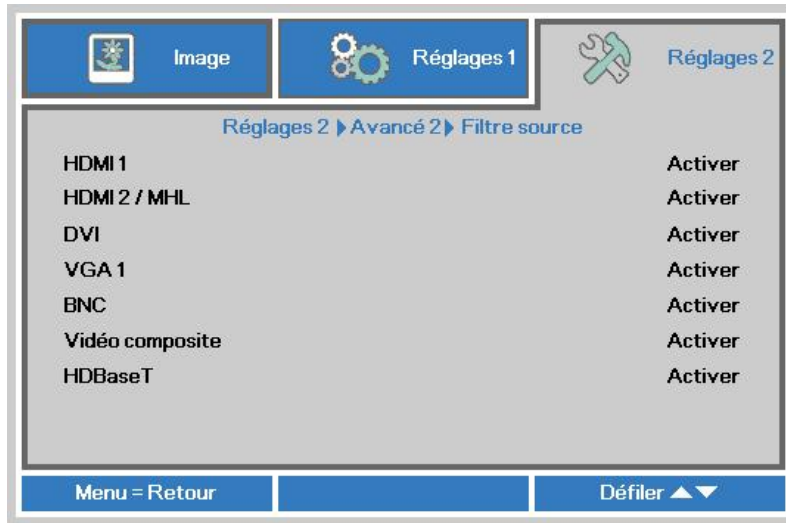 Image
Réglages 1
Réglages 2
Réglages 2 ▶ Avancé 2 ▶ Filtre source
HDMI 1 Activer
HDMI 2 / MHL Activer
DVI Activer
VGA 1 Activer
BNC Activer
Vidéo composite Activer
HDBaseT Activer
Menu = Retour
Défiler ▲▼